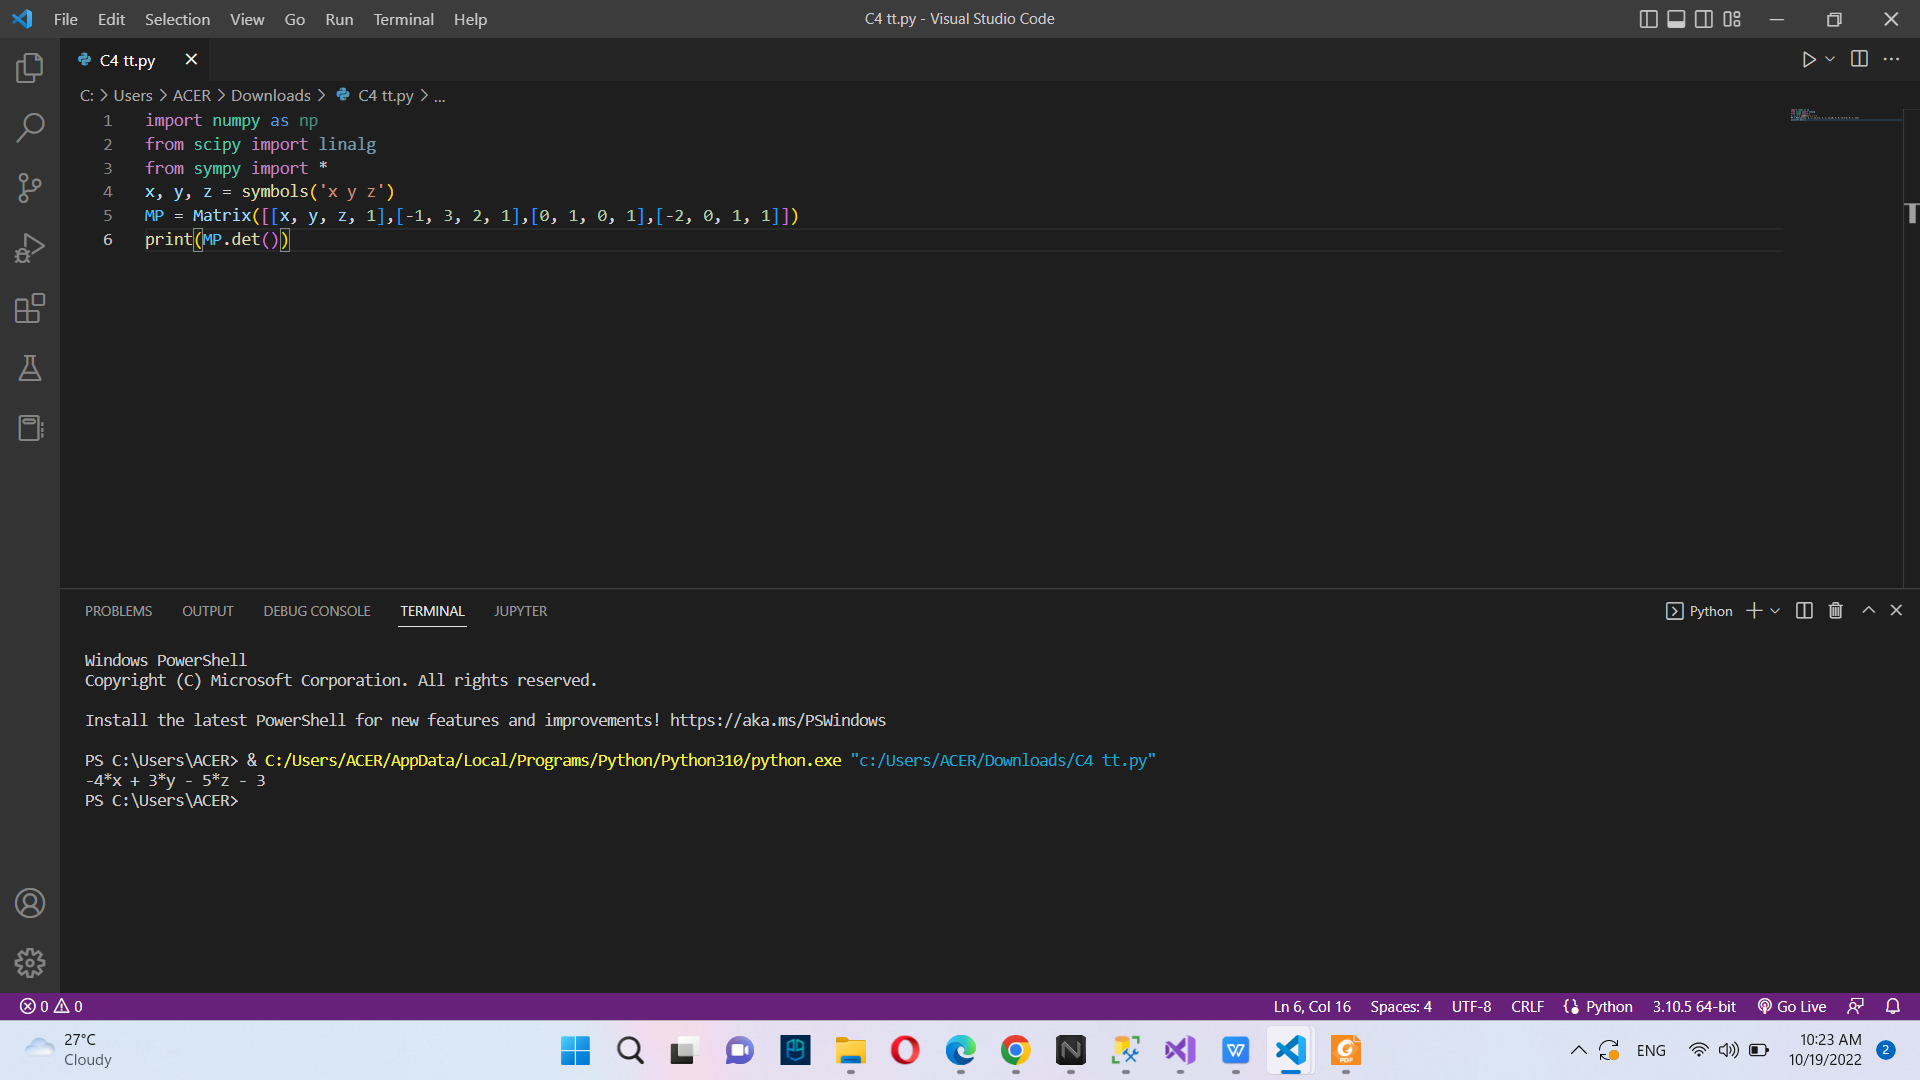 File Edit Selection View Go Run Terminal Help
C4 tt.py - Visual Studio Code
C4 tt.py
C: > Users > ACER > Downloads > C4 tt.py > ...
1 import numpy as np
2 from scipy import linalg
3 from sympy import *
4 x, y, z = symbols('x y z')
5 MP = Matrix([[x, y, z, 1],[-1, 3, 2, 1],[0, 1, 0, 1],[-2, 0, 1, 1]])
6 print(MP.det())
PROBLEMS OUTPUT DEBUG CONSOLE TERMINAL JUPYTER
Python
Windows PowerShell
Copyright (C) Microsoft Corporation. All rights reserved.
Install the latest PowerShell for new features and improvements! https://aka.ms/PSWindows
PS C:\Users\ACER> & C:/Users/ACER/AppData/Local/Programs/Python/Python310/python.exe "c:/Users/ACER/Downloads/C4 tt.py"
-4*x + 3*y - 5*z - 3
PS C:\Users\ACER>
0 0
Ln 6, Col 16 Spaces: 4 UTF-8 CRLF Python 3.10.5 64-bit Go Live
27°C
Cloudy
ENG
10:23 AM
10/19/2022
2